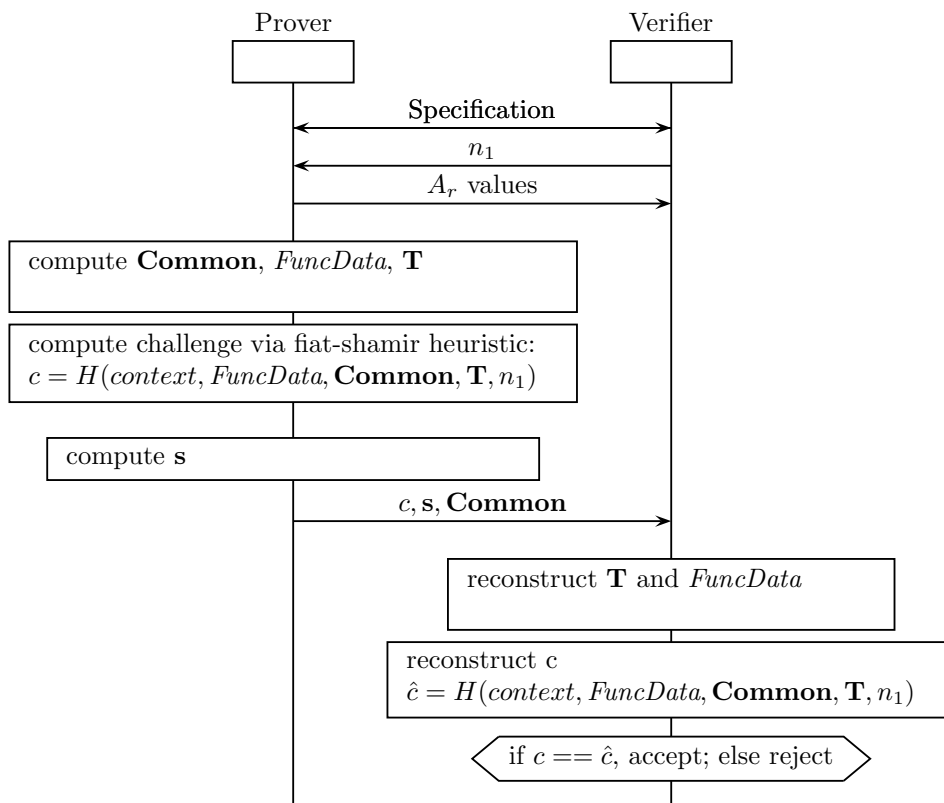 Prover Verifier
Specification
n₁
Aᵣ values
compute Common, FuncData, T
compute challenge via fiat-shamir heuristic:
c = H(context, FuncData, Common, T, n₁)
compute s
c, s, Common
reconstruct T and FuncData
reconstruct c
ĉ = H(context, FuncData, Common, T, n₁)
if c == ĉ, accept; else reject